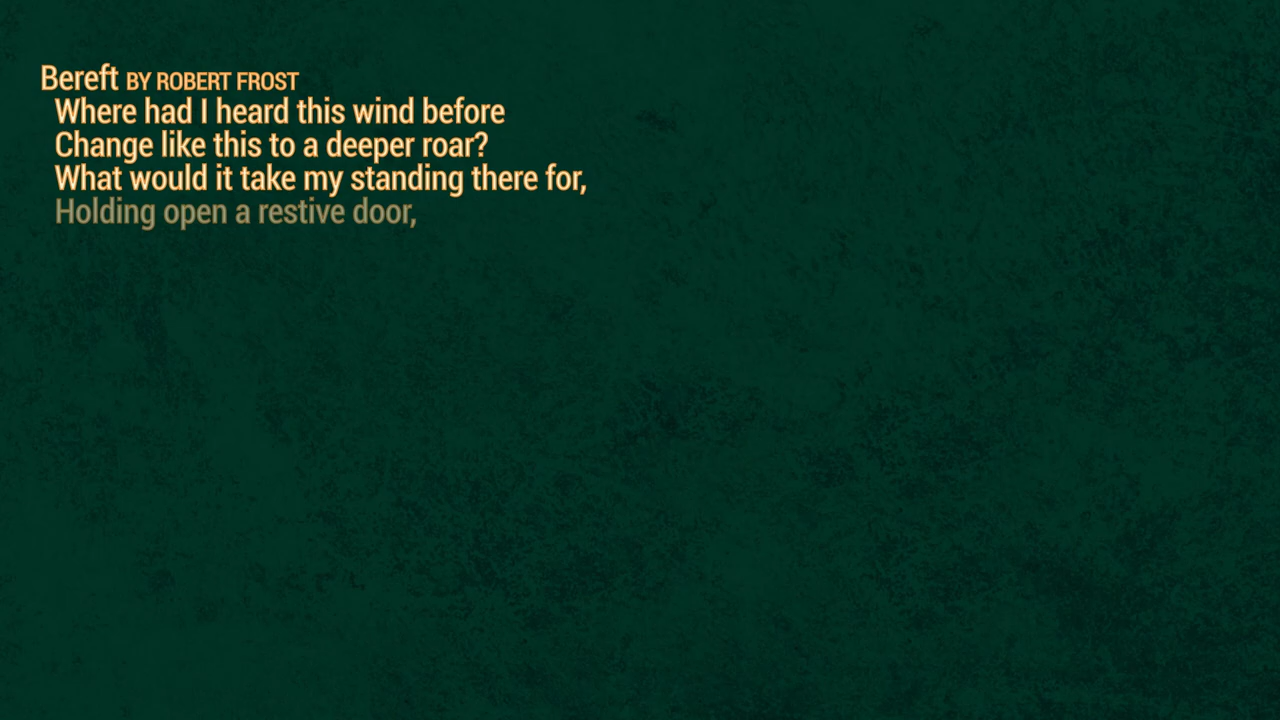 Bereft BY ROBERT FROST
Where had I heard this wind before
Change like this to a deeper roar?
What would it take my standing there for,
Holding open a restive door,